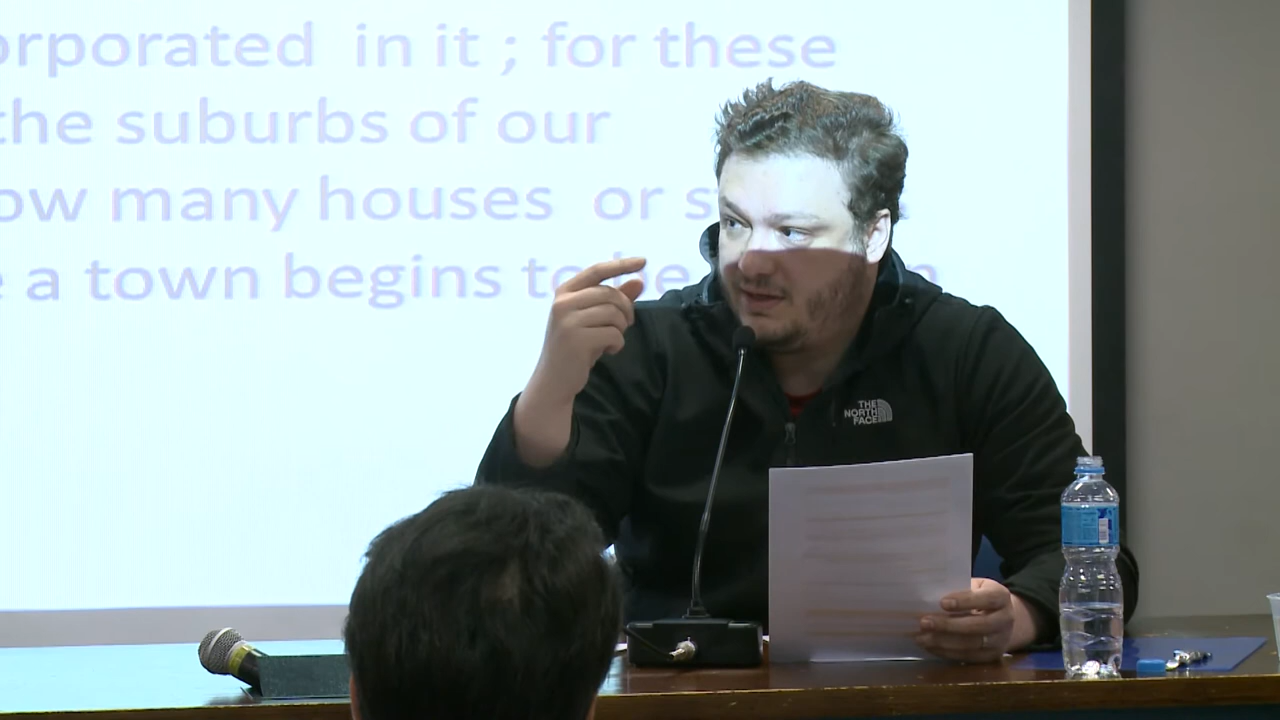 orporated in it ; for these
the suburbs of our
ow many houses or s
e a town begins to be
THE
NORTH
FACE